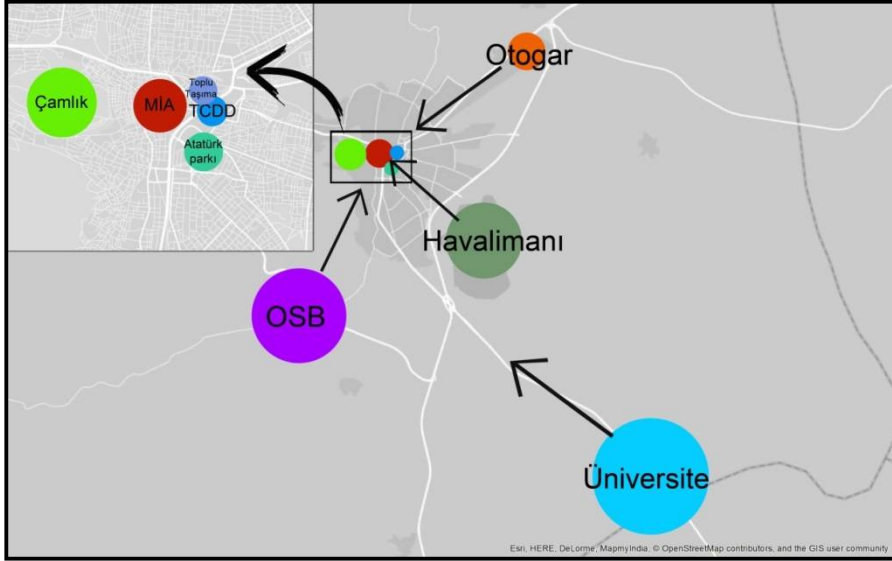 Çamlık
MİA
Toplu
Taşıma
TCDD
Atatürk
parkı
Otogar
Havalimanı
OSB
Üniversite
Esri, HERE, DeLorme, MapmyIndia, © OpenStreetMap contributors, and the GIS user community